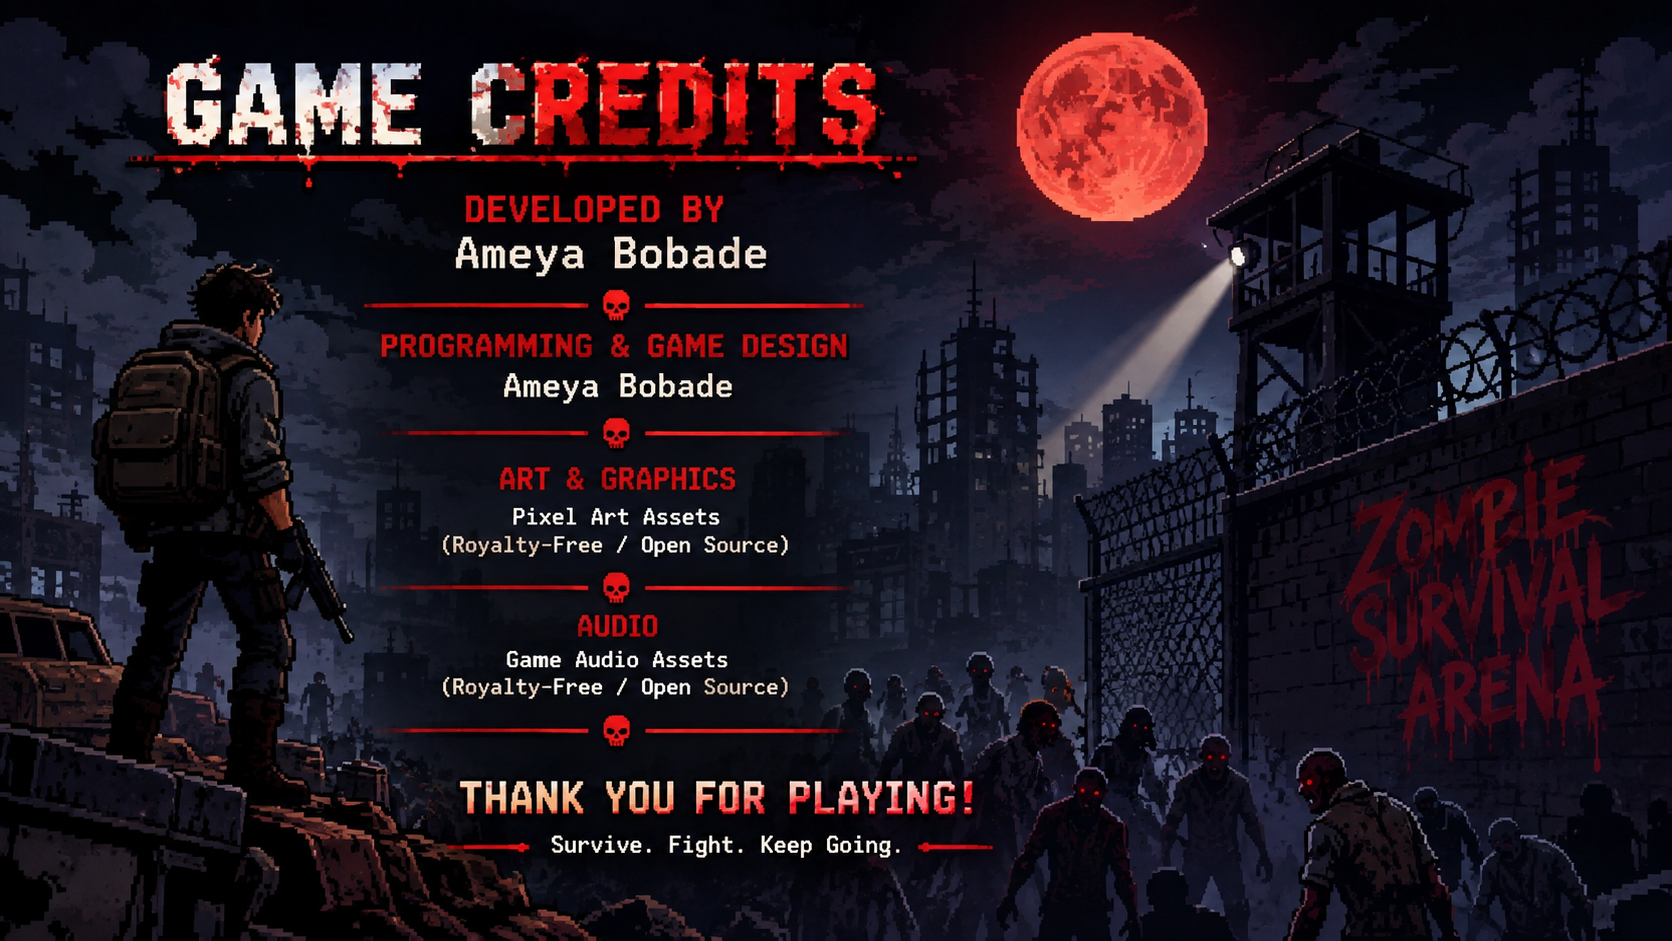 GAME CREDITS
DEVELOPED BY
Ameya Bobade
PROGRAMMING & GAME DESIGN
Ameya Bobade
ART & GRAPHICS
Pixel Art Assets
(Royalty-Free / Open Source)
AUDIO
Game Audio Assets
(Royalty-Free / Open Source)
THANK YOU FOR PLAYING!
Survive. Fight. Keep Going.
ZOMBIE
SURVIVAL
ARENA